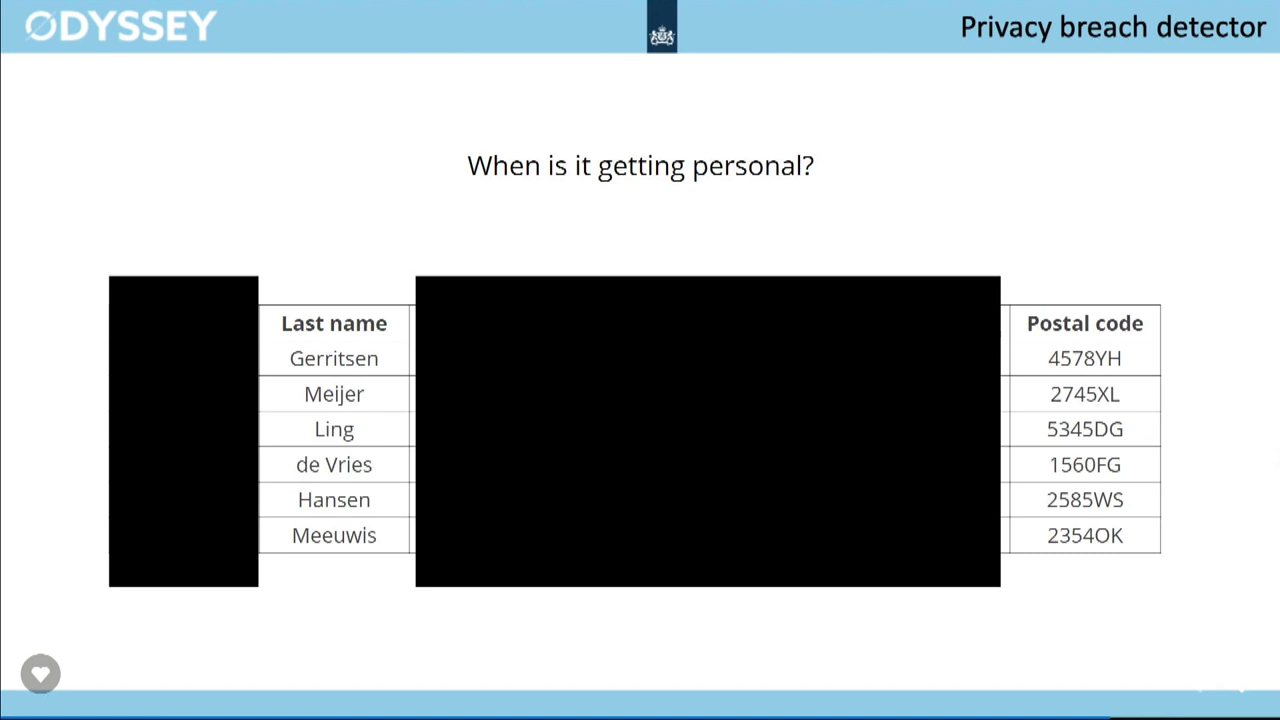 ODYSSEY
Privacy breach detector
When is it getting personal?
Last name Postal code
Gerritsen 4578YH
Meijer 2745XL
Ling 5345DG
de Vries 1560FG
Hansen 2585WS
Meeuwis 2354OK